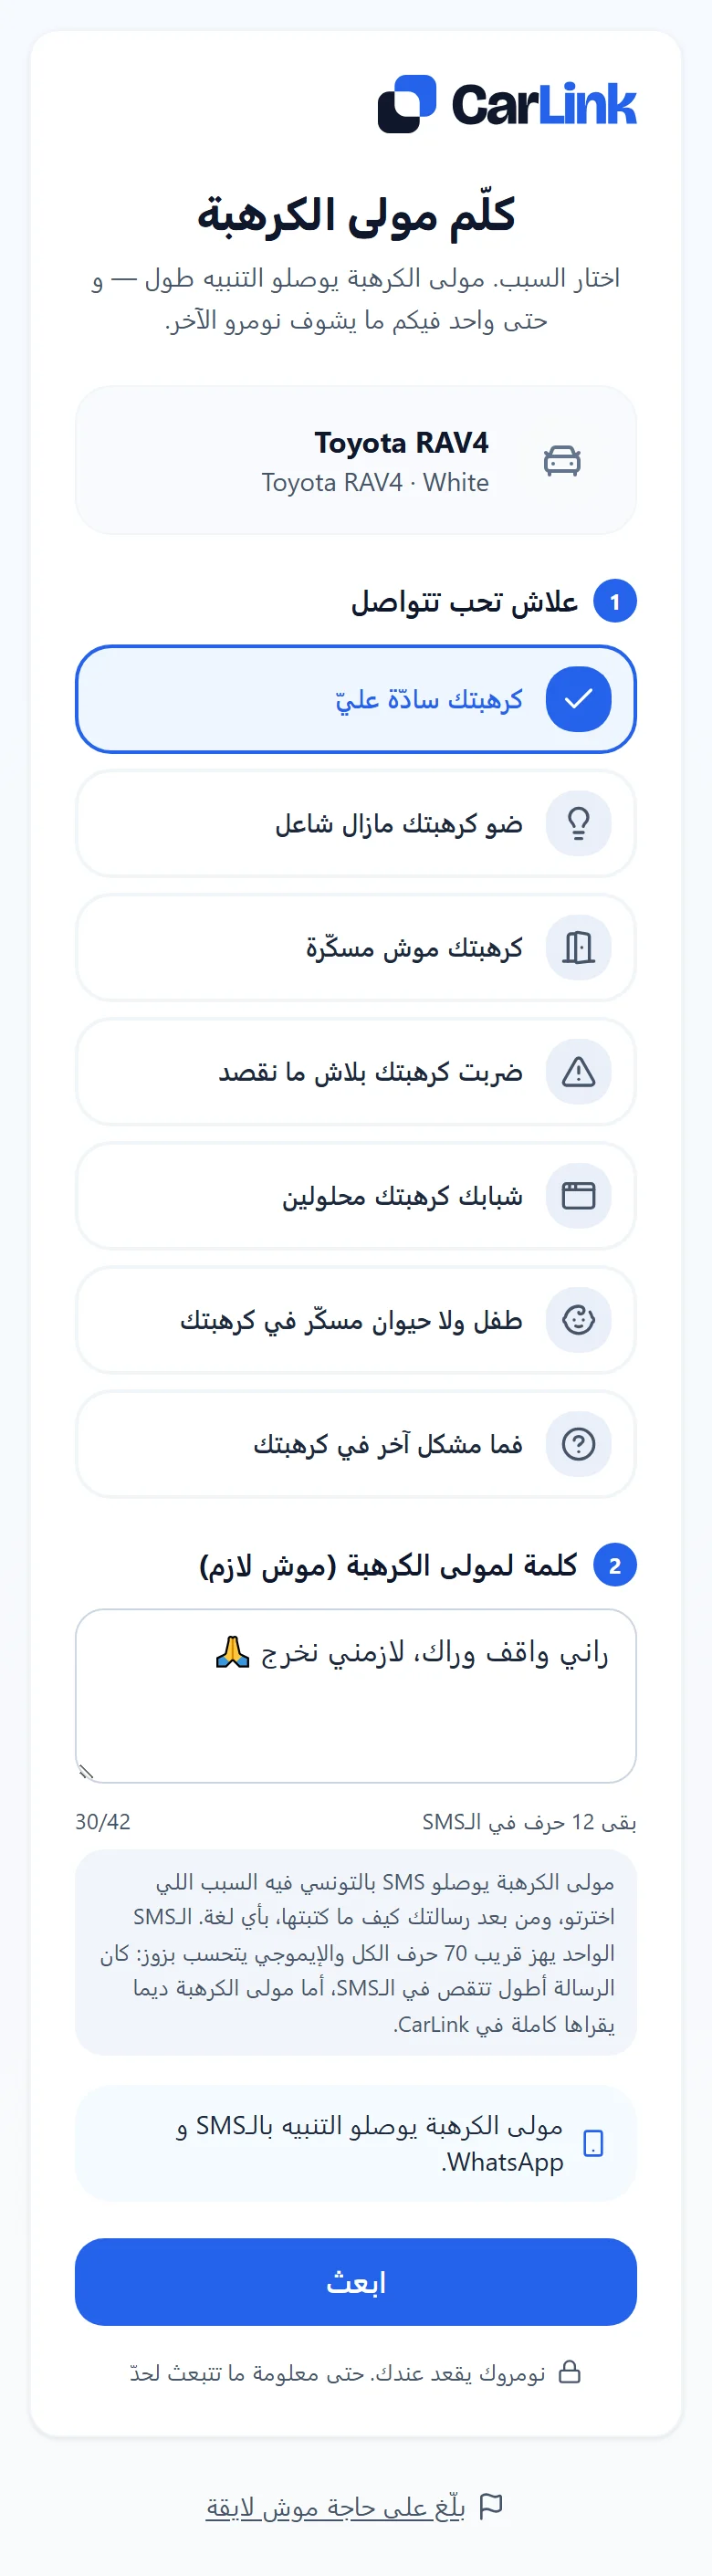 CarLink
كلّم مولى الكرهبة
اختار السبب. مولى الكرهبة يوصلو التنبيه طول — و
حتى واحد فيكم ما يشوف نومرو الآخر.
Toyota RAV4
Toyota RAV4 · White
1 علاش تحب تتواصل
كرهبتك سادّة عليّ
ضو كرهبتك مازال شاعل
كرهبتك موش مسكّرة
ضربت كرهبتك بلاش ما نقصد
شبابك كرهبتك محلولين
طفل ولا حيوان مسكّر في كرهبتك
فما مشكل آخر في كرهبتك
2 كلمة لمولى الكرهبة (موش لازم)
راني واقف وراك، لازمني نخرج 🙏
بقى 12 حرف في الـSMS
30/42
مولى الكرهبة يوصلو SMS بالتونسي فيه السبب اللي
اخترتو، ومن بعد رسالتك كيف ما كتبتها، بأي لغة. الـSMS
الواحد يهز قريب 70 حرف الكل والإيموجي يتحسب بزوز: كان
الرسالة أطول تتقص في الـSMS، أما مولى الكرهبة ديما
يقراها كاملة في CarLink.
مولى الكرهبة يوصلو التنبيه بالـSMS و
WhatsApp.
ابعث
نومروك يقعد عندك. حتى معلومة ما تتبعث لحدّ
بلّغ على حاجة موش لايقة